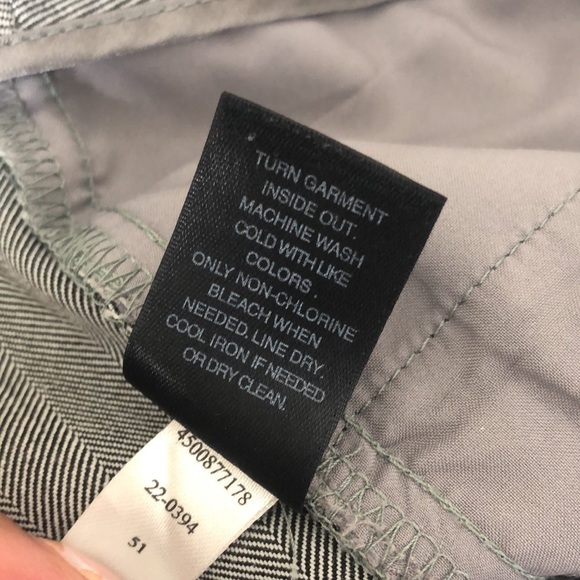 TURN GARMENT
INSIDE OUT.
MACHINE WASH
COLD WITH LIKE
COLORS .
ONLY NON-CHLORINE
BLEACH WHEN
NEEDED. LINE DRY.
COOL IRON IF NEEDED
OR DRY CLEAN.
4500877178
22-0394
51